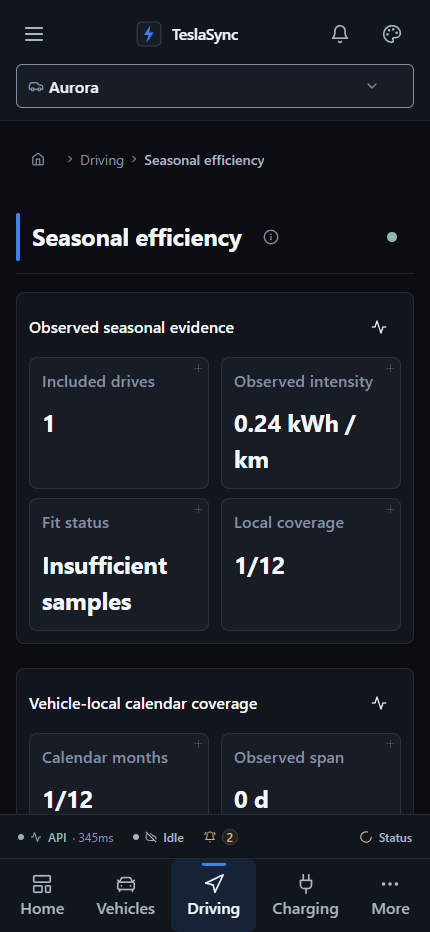 TeslaSync
Aurora
Driving
Seasonal efficiency
Seasonal efficiency
Observed seasonal evidence
Included drives
1
Observed intensity
0.24 kWh /
km
Fit status
Insufficient
samples
Local coverage
1/12
Vehicle-local calendar coverage
Calendar months
1/12
Observed span
0 d
API · 345ms
Idle
2
Status
Home
Vehicles
Driving
Charging
More